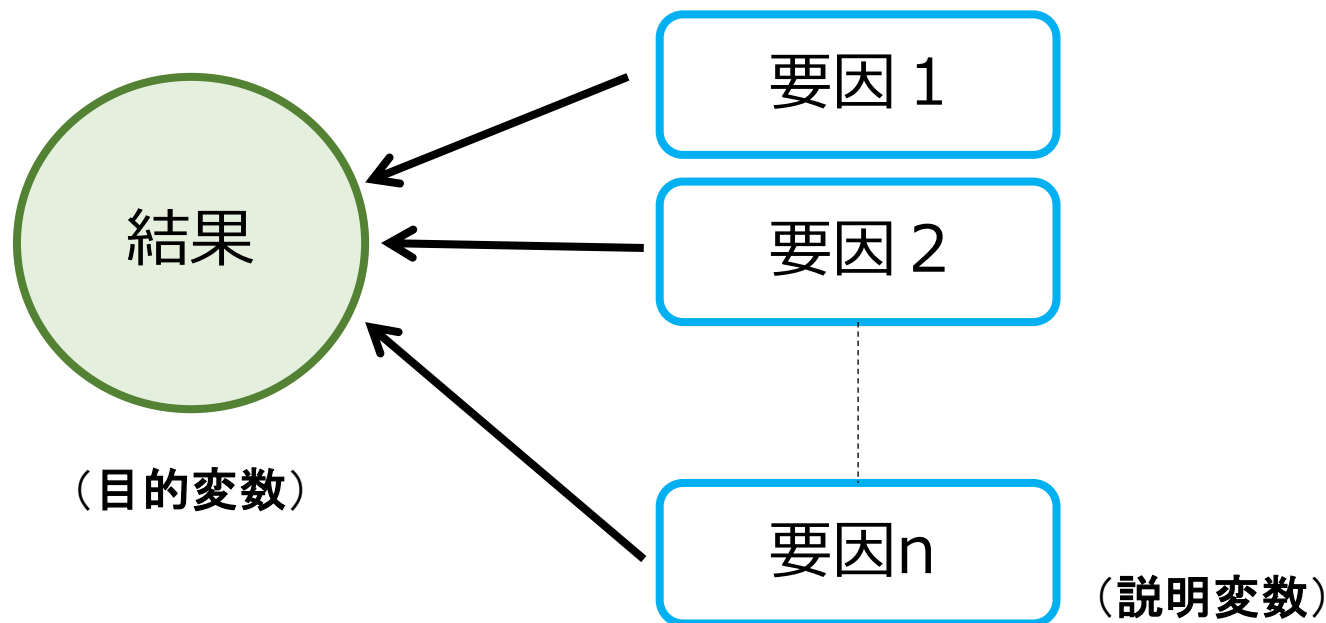 要因１
結果
要因２
（目的変数）
要因n
（説明変数）